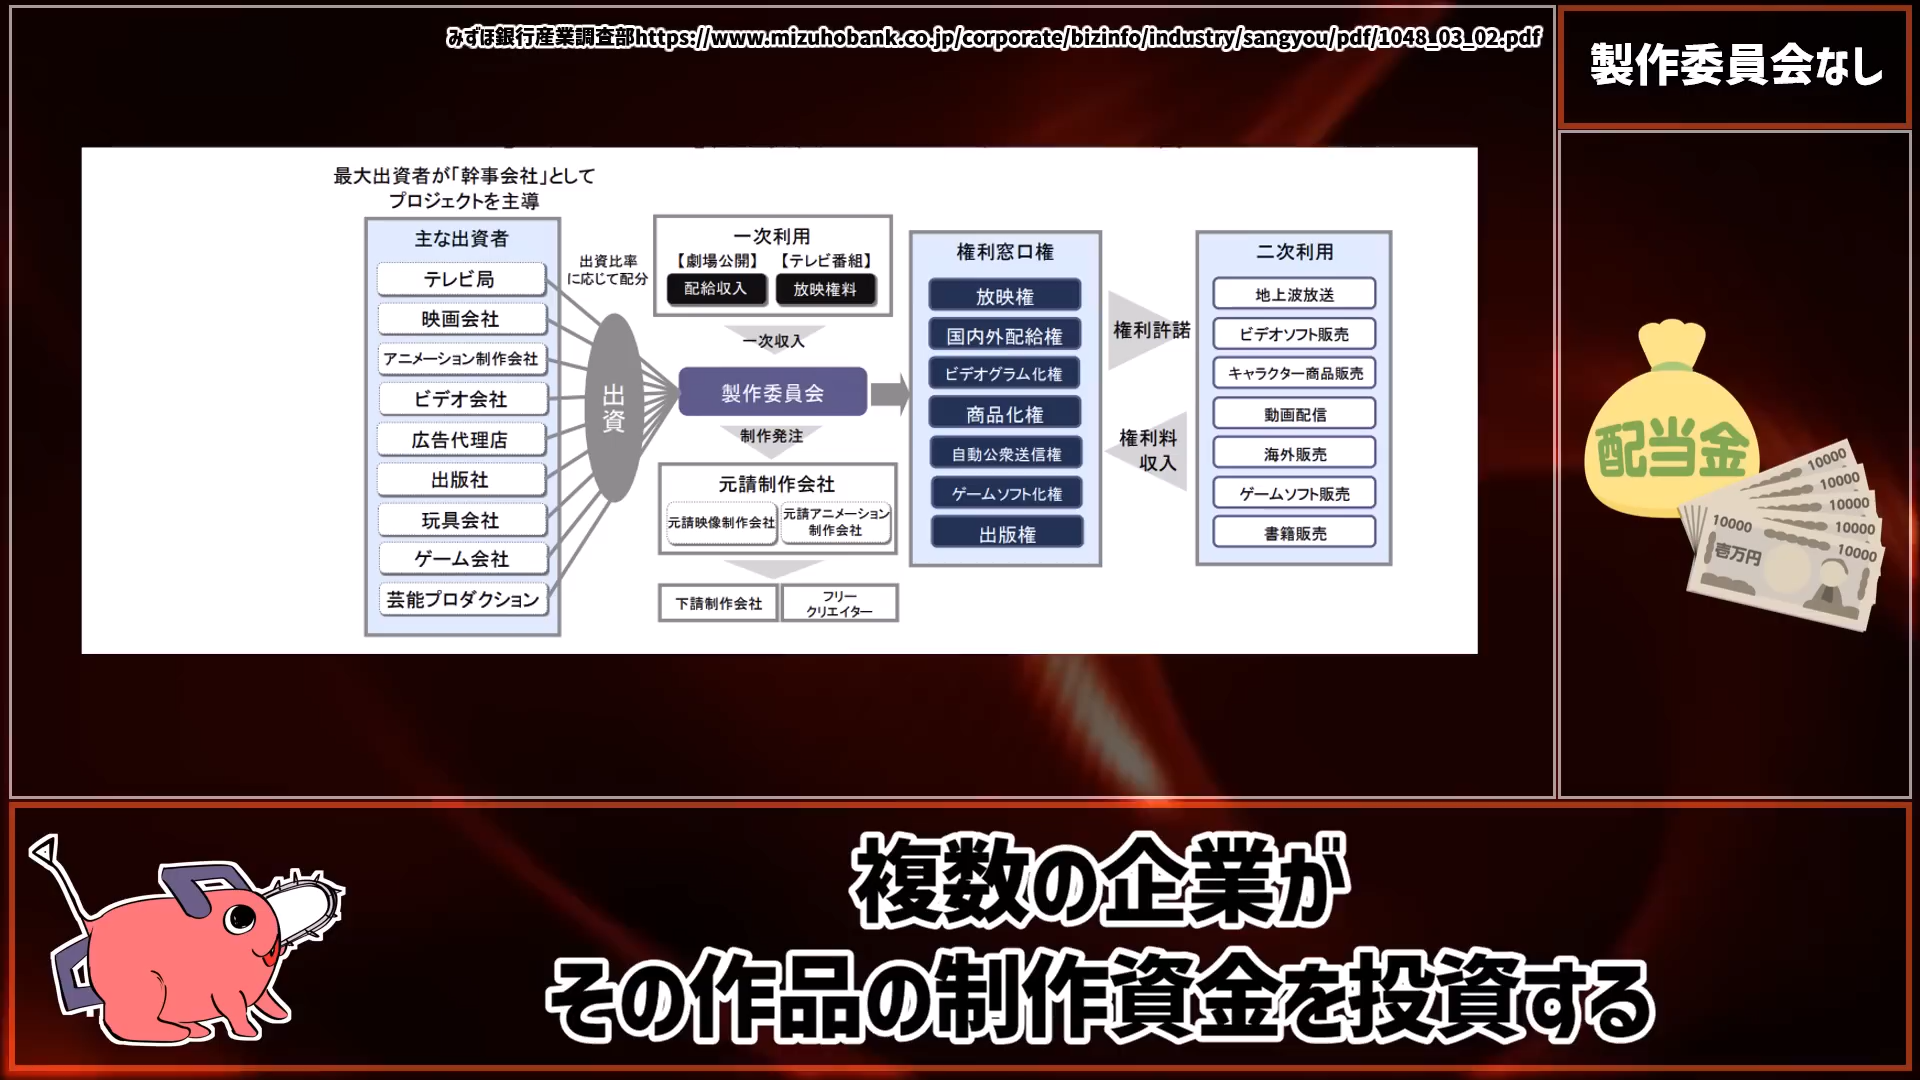 みずほ銀行産業調査部https://www.mizuhobank.co.jp/corporate/bizinfo/industry/sangyou/pdf/1048_03_02.pdf
製作委員会なし
最大出資者が「幹事会社」として
プロジェクトを主導
主な出資者
テレビ局
映画会社
アニメーション制作会社
ビデオ会社
広告代理店
出版社
玩具会社
ゲーム会社
芸能プロダクション
出資比率
に応じて配分
出資
一次利用
【劇場公開】 【テレビ番組】
配給収入 放映権料
一次収入
製作委員会
制作発注
元請制作会社
元請映像制作会社
元請アニメーション
制作会社
下請制作会社
フリー
クリエイター
権利窓口権
放映権
国内外配給権
ビデオグラム化権
商品化権
自動公衆送信権
ゲームソフト化権
出版権
権利許諾
権利料
収入
二次利用
地上波放送
ビデオソフト販売
キャラクター商品販売
動画配信
海外販売
ゲームソフト販売
書籍販売
配当金
10000
10000
10000
10000
10000
10000
壱万円
複数の企業が
その作品の制作資金を投資する